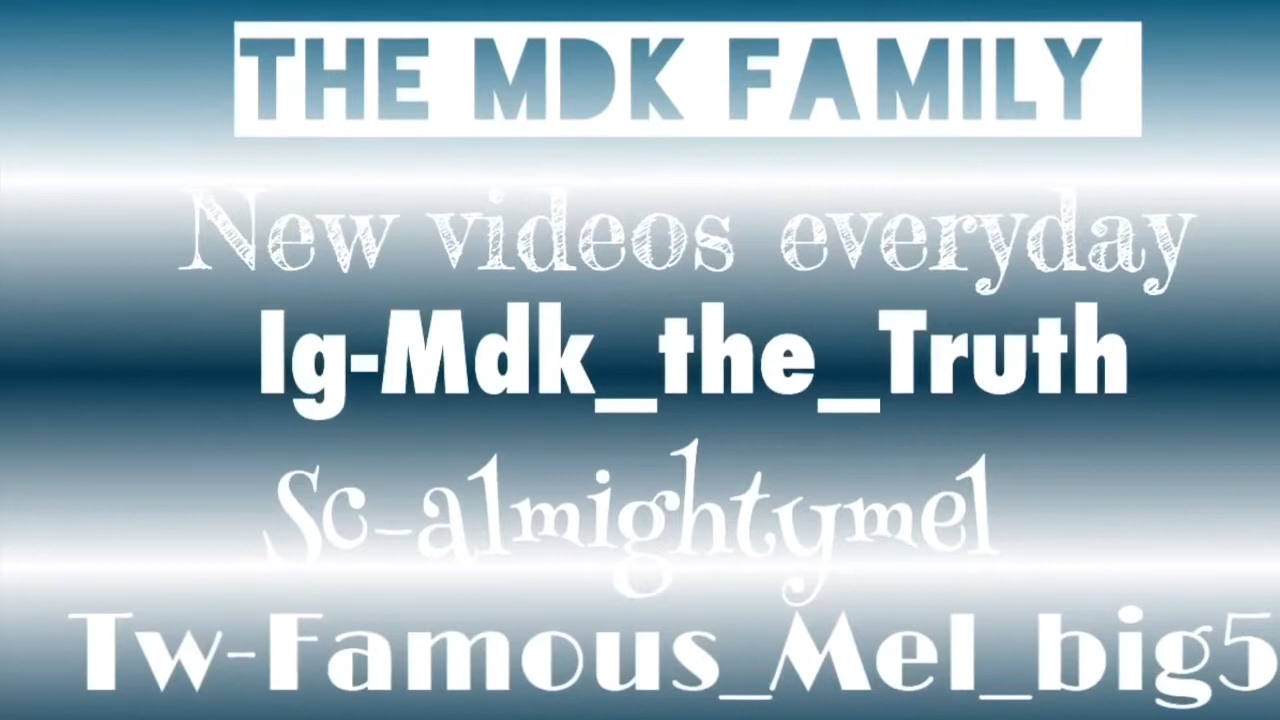 THE MDK FAMILY
New videos everyday
Ig-Mdk_the_Truth
Sc-almightymel
Tw-Famous_Mel_big5